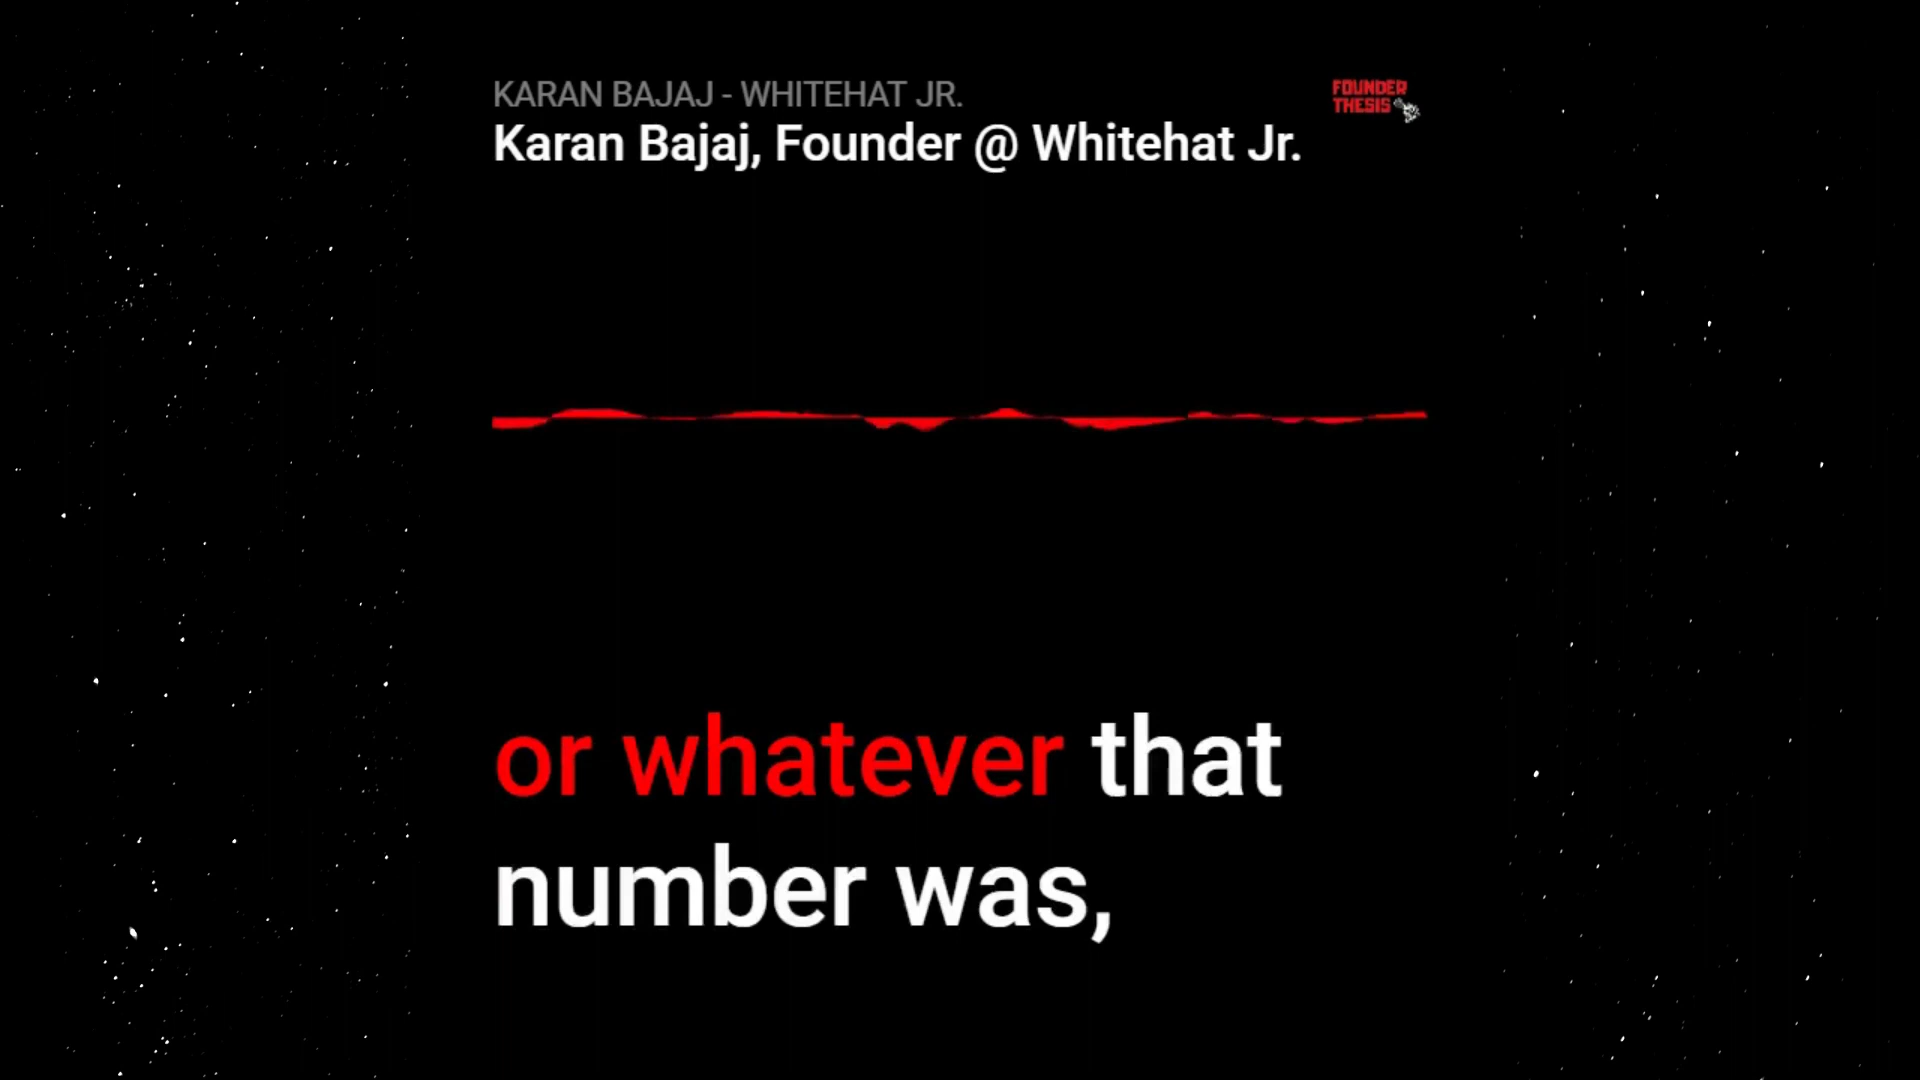 KARAN BAJAJ - WHITEHAT JR.
Karan Bajaj, Founder @ Whitehat Jr.
FOUNDER
THESIS
or whatever that
number was,